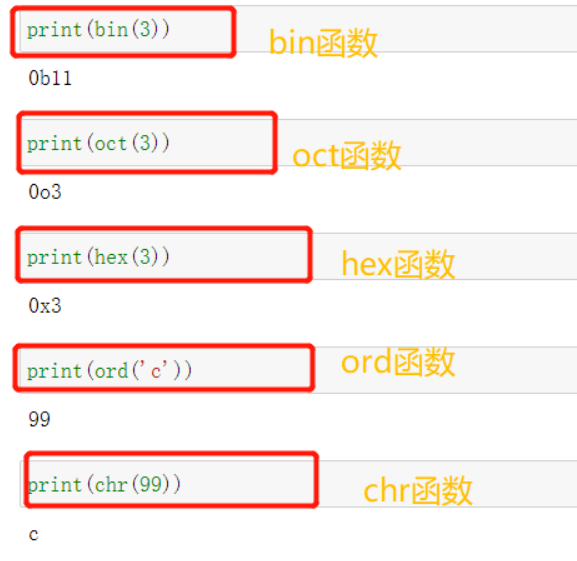 print(bin(3))
bin函数
0b11
print(oct(3))
oct函数
0o3
print(hex(3))
hex函数
0x3
print(ord('c'))
ord函数
99
print(chr(99))
chr函数
c